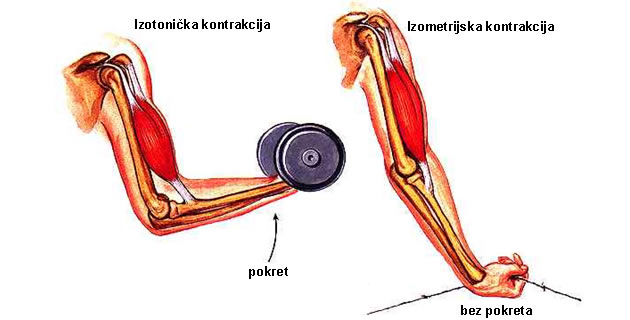 Izotonička kontrakcija
Izometrijska kontrakcija
pokret
bez pokreta